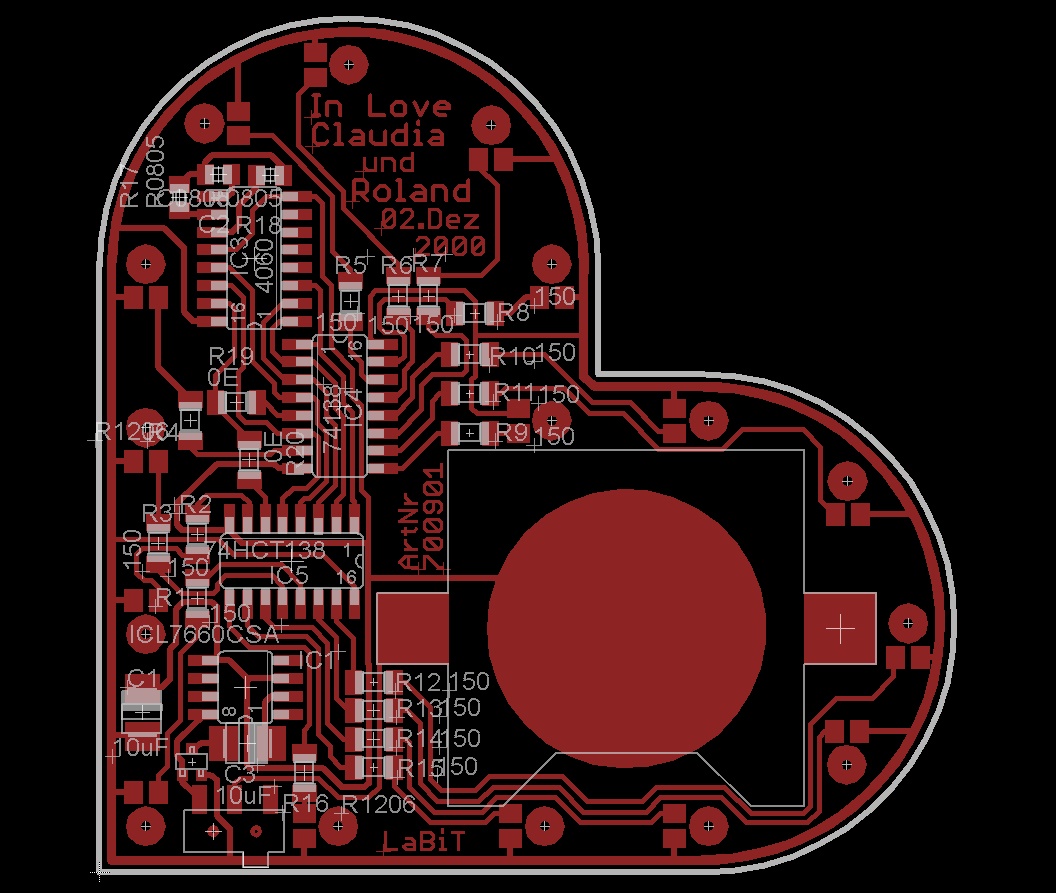 In Love
Claudia
und
Roland
02.Dez
2000
R17
R0805
C2
R18
IC3
4060
16
1
R5
R6
R7
150
150
150
R8
150
R10
150
R11
150
R9
150
R19
0E
0E
R20
74138
IC4
1
16
R1206
R4
R3
R2
150
150
R1
150
74HCT138
IC5
1
16
ArtNr
700901
ICL7660CSA
IC1
8
1
C1
10uF
C3
10uF
R12
150
R13
150
R14
150
R15
150
R16
R1206
LaBiT